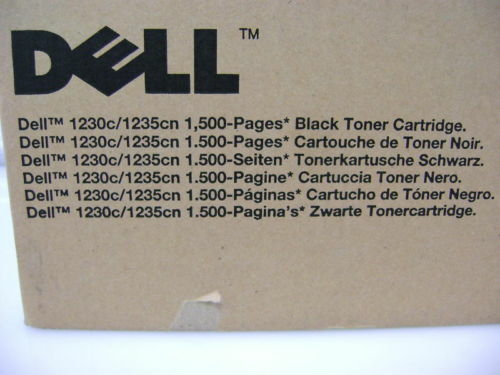 DELL™
Dell™ 1230c/1235cn 1,500-Pages* Black Toner Cartridge.
Dell™ 1230c/1235cn 1.500-Pages* Cartouche de Toner Noir.
Dell™ 1230c/1235cn 1.500-Seiten* Tonerkartusche Schwarz.
Dell™ 1230c/1235cn 1.500-Pagine* Cartuccia Toner Nero.
Dell™ 1230c/1235cn 1.500-Páginas* Cartucho de Tóner Negro.
Dell™ 1230c/1235cn 1.500-Pagina's* Zwarte Tonercartridge.